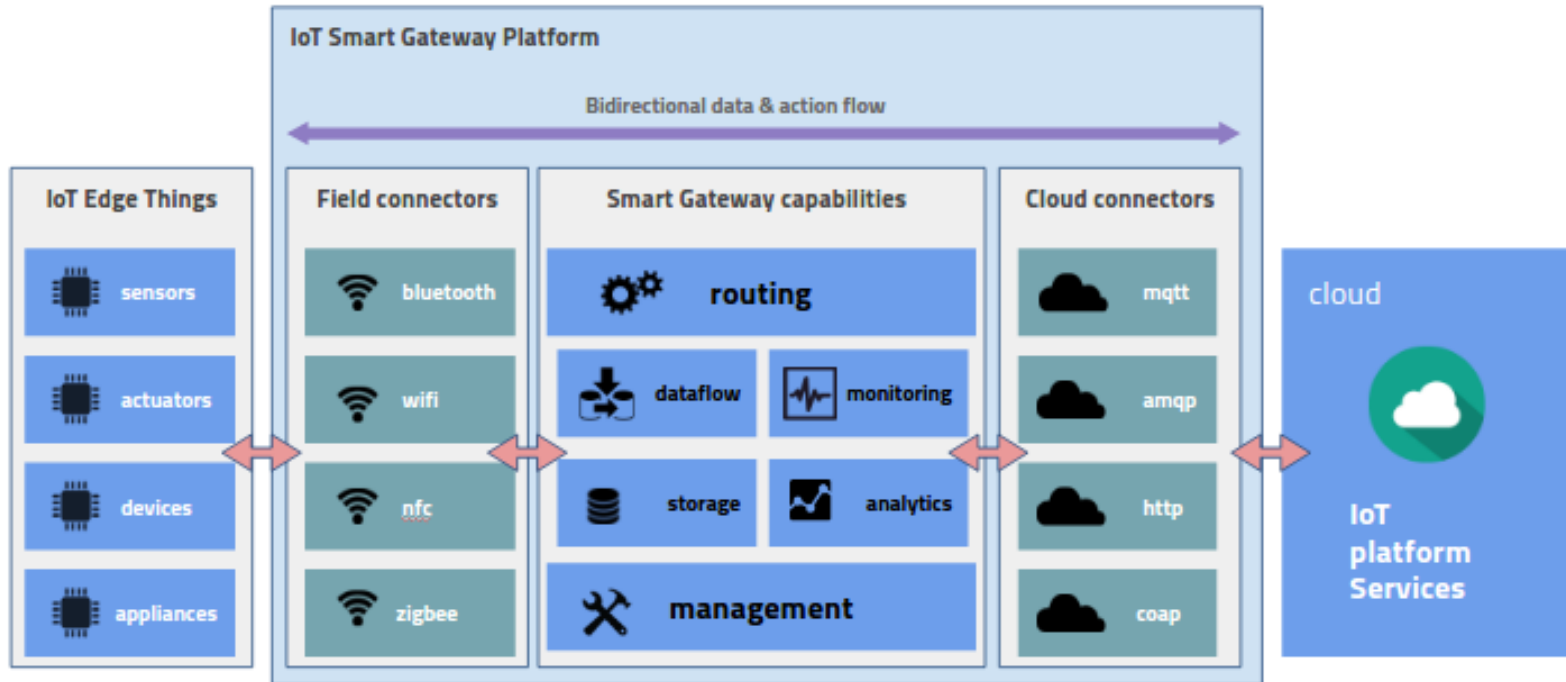 IoT Smart Gateway Platform
Bidirectional data & action flow
IoT Edge Things
sensors
actuators
devices
appliances
Field connectors
bluetooth
wifi
nfc
zigbee
Smart Gateway capabilities
routing
dataflow
monitoring
storage
analytics
management
Cloud connectors
mqtt
amqp
http
coap
cloud
IoT
platform
Services